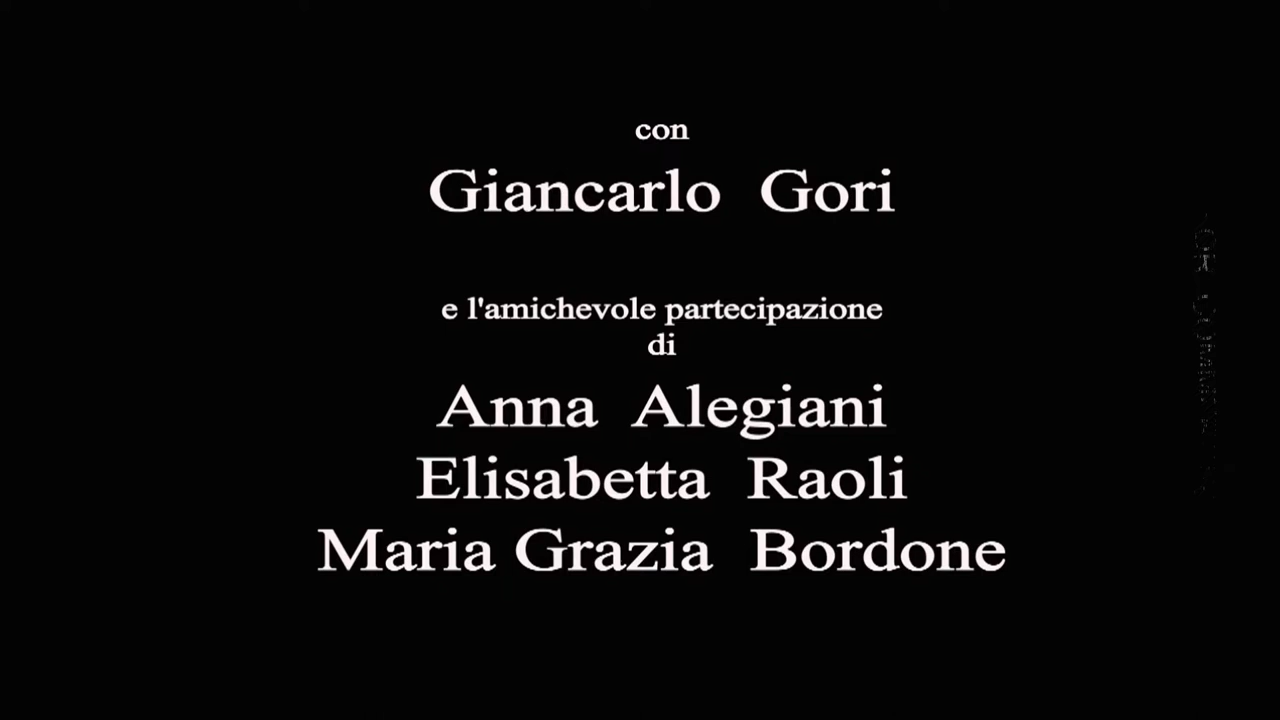 con
Giancarlo Gori
e l'amichevole partecipazione
di
Anna Alegiani
Elisabetta Raoli
Maria Grazia Bordone